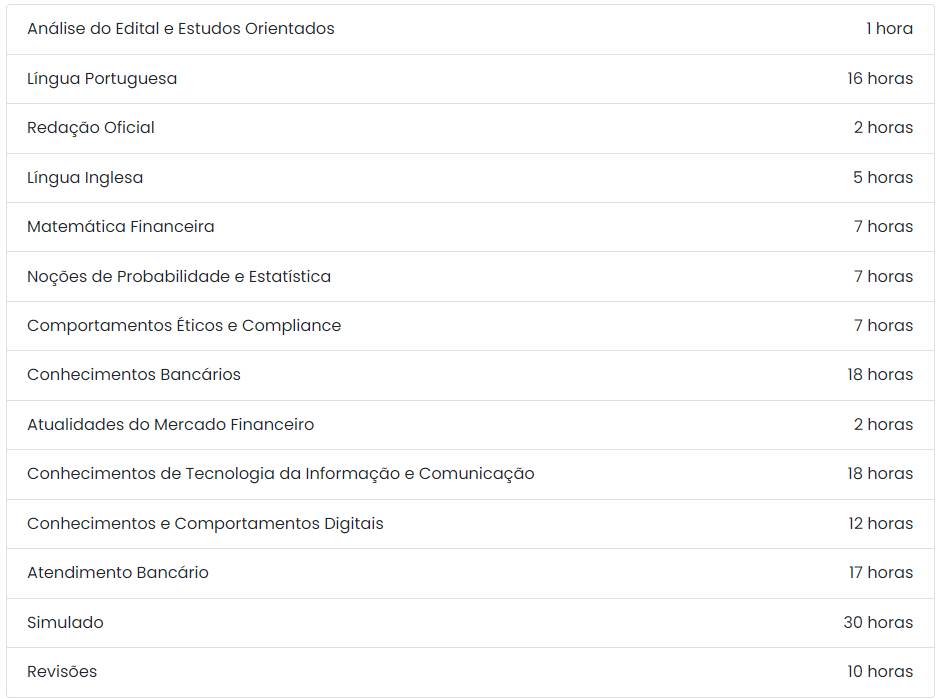 Análise do Edital e Estudos Orientados 1 hora
Língua Portuguesa 16 horas
Redação Oficial 2 horas
Língua Inglesa 5 horas
Matemática Financeira 7 horas
Noções de Probabilidade e Estatística 7 horas
Comportamentos Éticos e Compliance 7 horas
Conhecimentos Bancários 18 horas
Atualidades do Mercado Financeiro 2 horas
Conhecimentos de Tecnologia da Informação e Comunicação 18 horas
Conhecimentos e Comportamentos Digitais 12 horas
Atendimento Bancário 17 horas
Simulado 30 horas
Revisões 10 horas